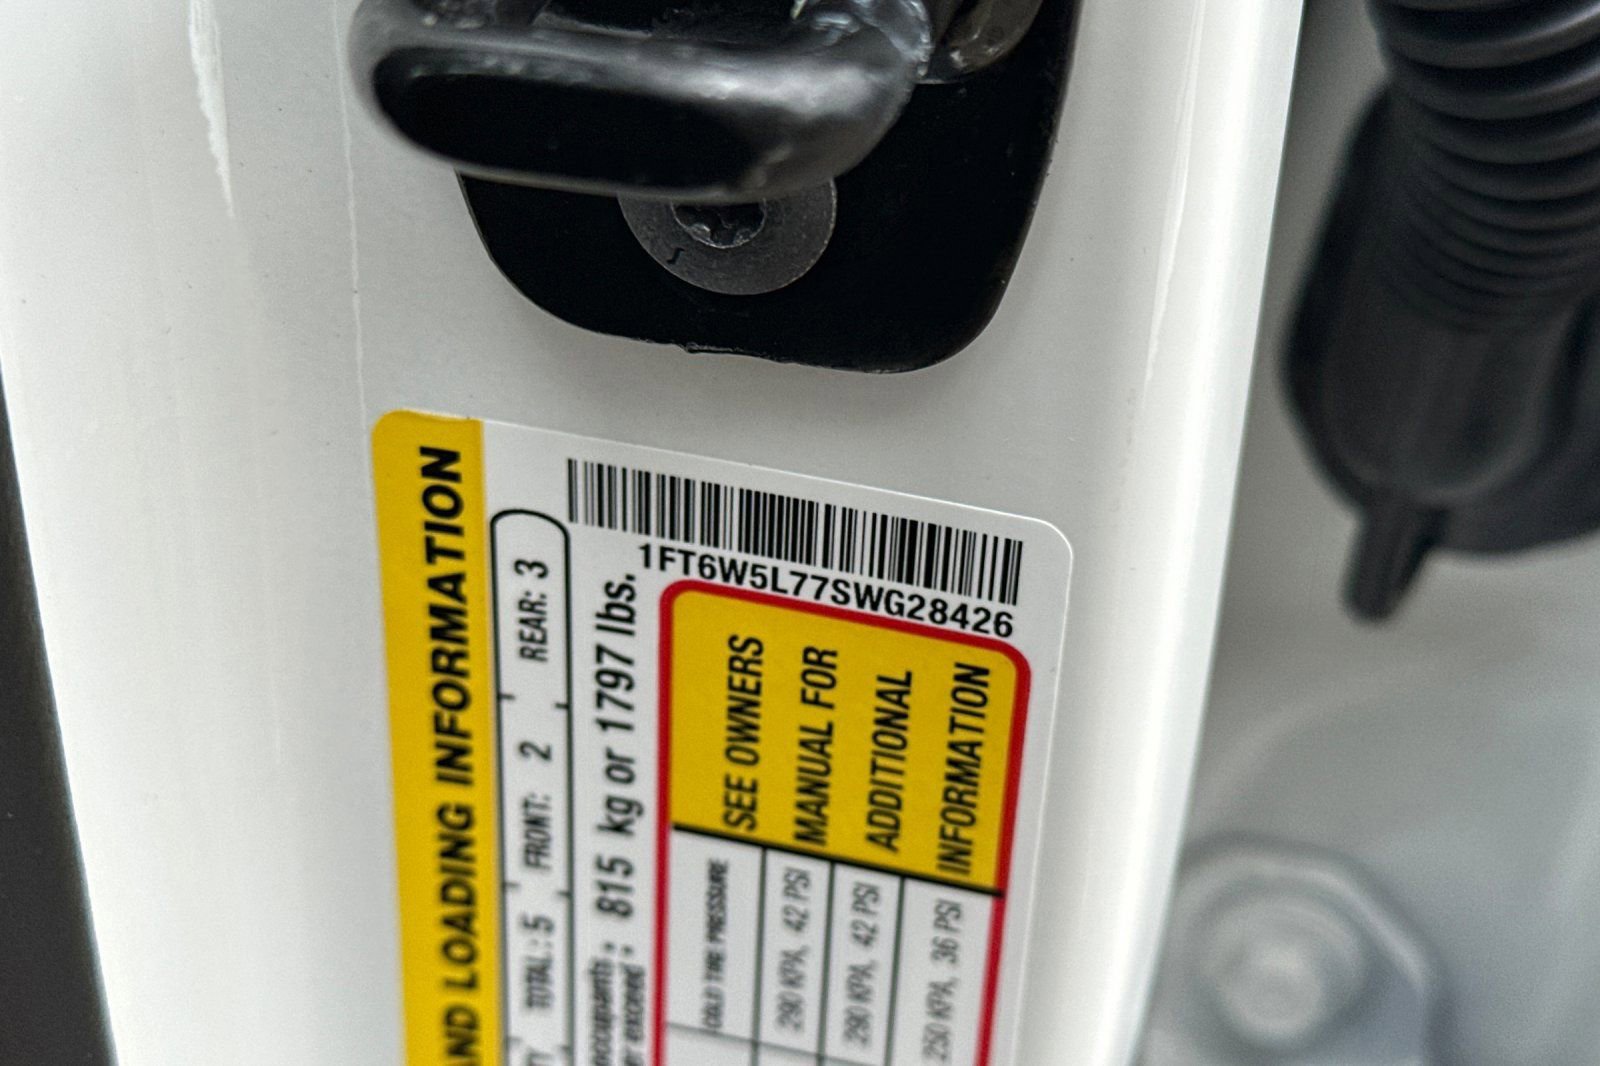 AND LOADING INFORMATION
TOTAL: 5 FRONT: 2 REAR: 3
occupants
exceed : 815 kg or 1797 lbs.
1FT6W5L77SWG28426
COLD TIRE PRESSURE
290 KPA, 42 PSI
290 KPA, 42 PSI
250 KPA, 36 PSI
SEE OWNERS
MANUAL FOR
ADDITIONAL
INFORMATION